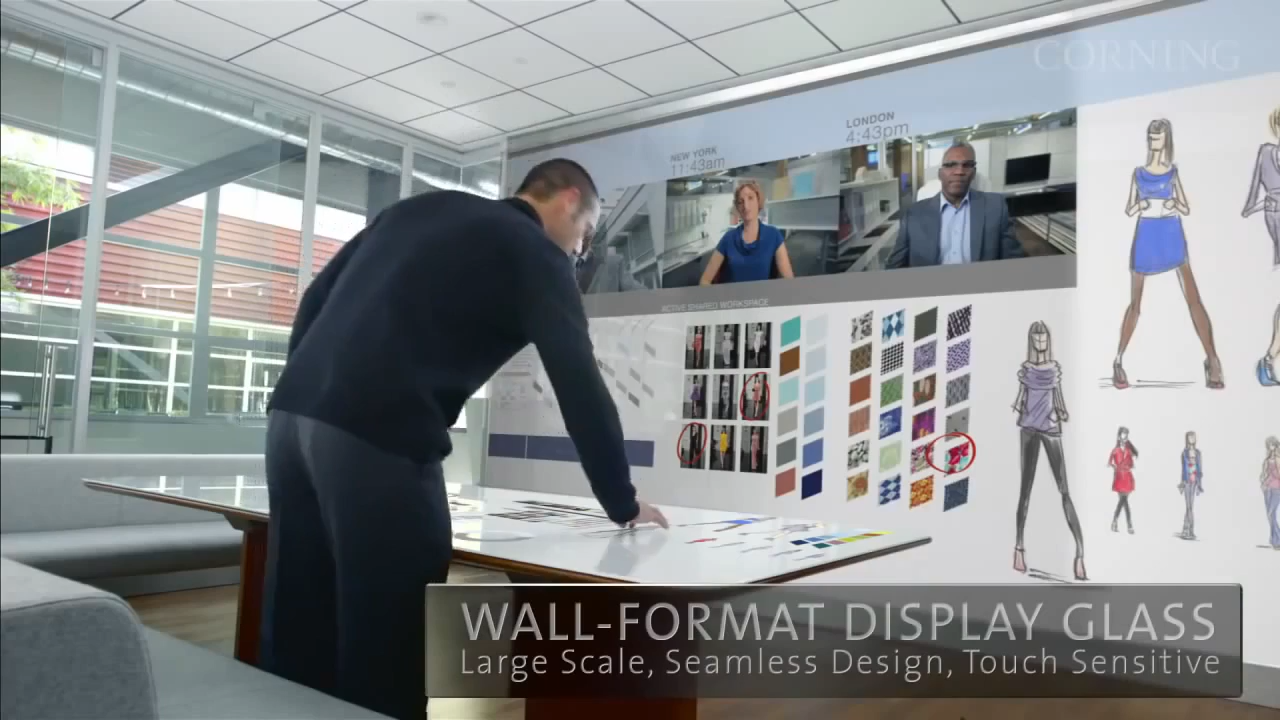 CORNING
LONDON
4:43pm
NEW YORK
11:43am
ACTIVE SHARED WORKSPACE
WALL-FORMAT DISPLAY GLASS
Large Scale, Seamless Design, Touch Sensitive